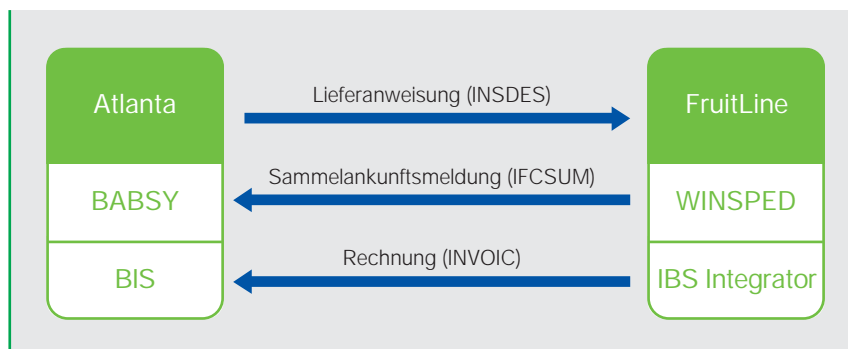 Atlanta
Lieferanweisung (INSDES)
FruitLine
BABSY
Sammelankunftsmeldung (IFCSUM)
WINSPED
BIS
Rechnung (INVOIC)
IBS Integrator